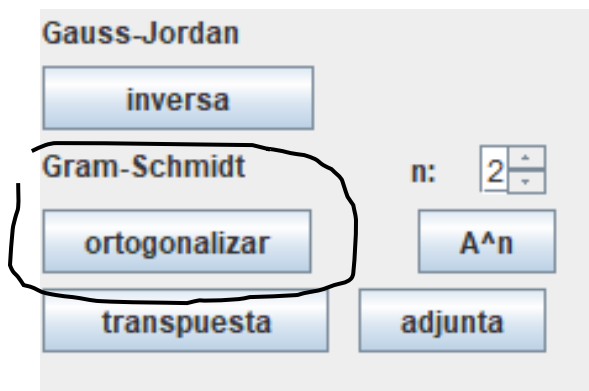 Gauss-Jordan
inversa
Gram-Schmidt n: 2
ortogonalizar A^n
transpuesta adjunta